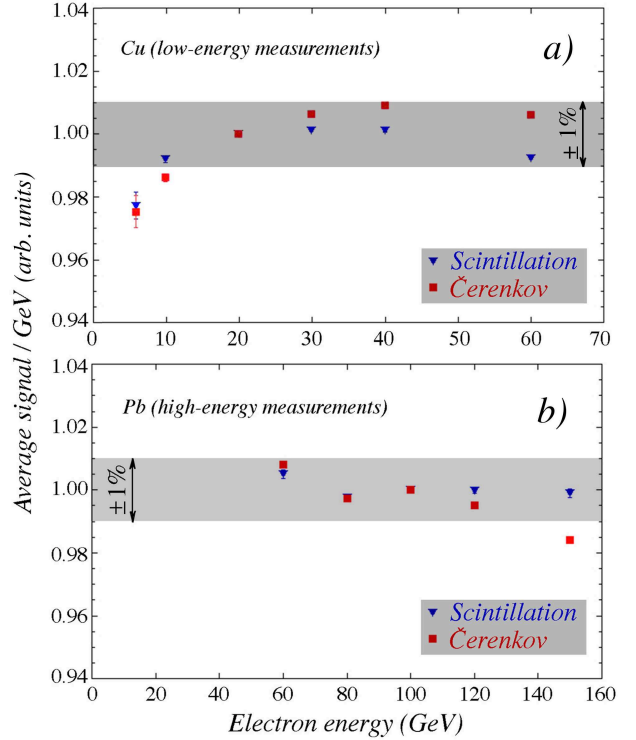 Average signal / GeV (arb. units)
1.04
1.02
1.00
0.98
0.96
0.94
Cu (low-energy measurements)
a)
± 1%
Scintillation
Čerenkov
0 10 20 30 40 50 60 70
1.04
1.02
1.00
0.98
0.96
0.94
Pb (high-energy measurements)
b)
±1%
Scintillation
Čerenkov
0 20 40 60 80 100 120 140 160
Electron energy (GeV)